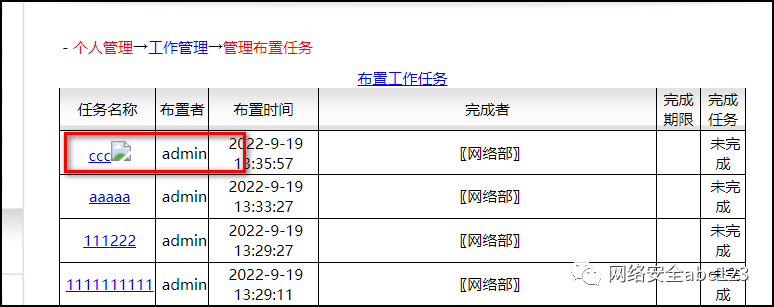 - 个人管理→工作管理→管理布置任务
布置工作任务
任务名称 布置者 布置时间 完成者 完成期限 完成任务
ccc admin 2022-9-19 13:35:57 〖网络部〗 未完成
aaaaa admin 2022-9-19 13:33:27 〖网络部〗 未完成
111222 admin 2022-9-19 13:29:27 〖网络部〗 未完成
1111111111 admin 2022-9-19 13:29:11 〖网络部〗 未完成
网络安全abc123